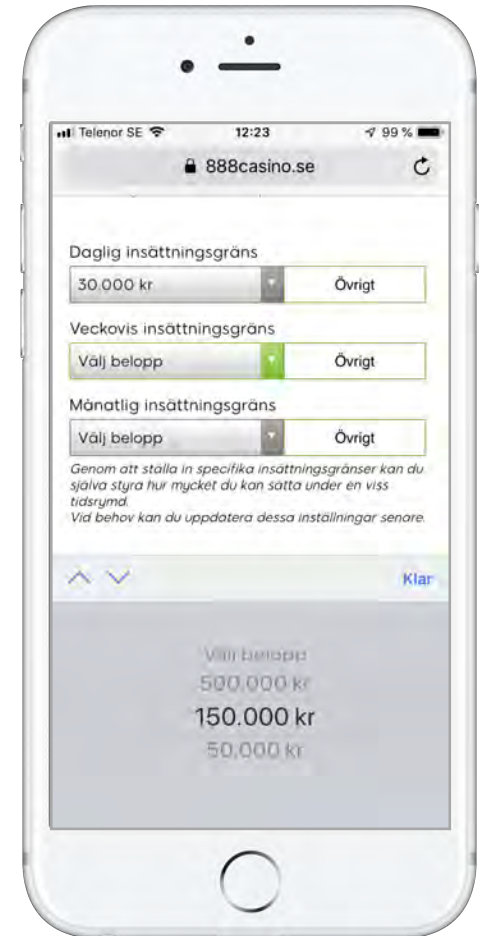 Telenor SE
12:23
99 %
888casino.se
Daglig insättningsgräns
30.000 kr
Övrigt
Veckovis insättningsgräns
Välj belopp
Övrigt
Månatlig insättningsgräns
Välj belopp
Övrigt
Genom att ställa in specifika insättningsgränser kan du
själva styra hur mycket du kan sätta under en viss
tidsrymd.
Vid behov kan du uppdatera dessa inställningar senare.
Klar
Välj belopp
500.000 kr
150.000 kr
50.000 kr